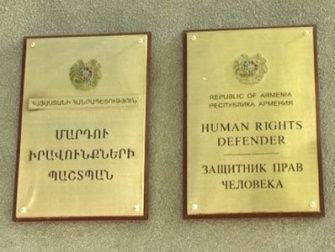 ՀԱՅԱՍՏԱՆԻ ՀԱՆՐԱՊԵՏՈՒԹՅՈՒՆ
ՄԱՐԴՈՒ
ԻՐԱՎՈՒՆՔՆԵՐԻ
ՊԱՇՏՊԱՆ
REPUBLIC OF ARMENIA
РЕСПУБЛИКА АРМЕНИЯ
HUMAN RIGHTS
DEFENDER
ЗАЩИТНИК ПРАВ
ЧЕЛОВЕКА